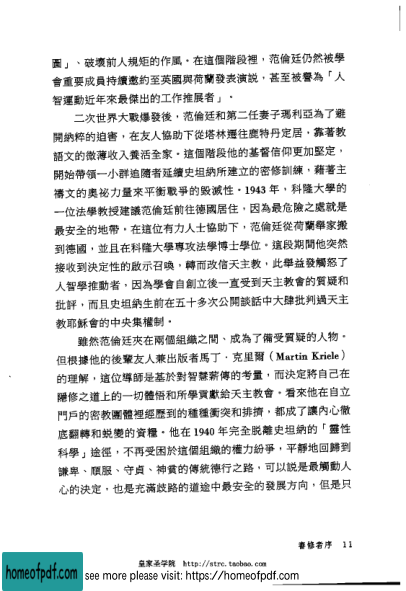 圖」、破壞前人規矩的作風。在這個階段裡，范倫廷仍然被學
會重要成員持續邀約至英國與荷蘭發表演說，甚至被譽為「人
智運動近年來最傑出的工作推展者」。
二次世界大戰爆發後，范倫廷和第二任妻子瑪利亞為了避
開納粹的迫害，在友人協助下從塔林遷往鹿特丹定居，靠著教
語文的微薄收入養活全家。這個階段他的基督信仰更加堅定，
開始帶領一小群追隨者延續史坦納所建立的密修訓練，藉著主
禱文的奧祕力量來平衡戰爭的毀滅性。1943 年，科隆大學的
一位法學教授建議范倫廷前往德國居住，因為最危險之處就是
最安全的地帶。在這位有力人士協助下，范倫廷從荷蘭舉家搬
到德國，並且在科隆大學專攻法學博士學位。這段期間他突然
接收到決定性的啟示召喚，轉而改信天主教，此舉益發觸怒了
人智學推動者，因為學會自創立後一直受到天主教會的質疑和
批評，而且史坦納生前在五十多次公開談話中大肆批判過天主
教耶穌會的中央集權制。
雖然范倫廷夾在兩個組織之間、成為了備受質疑的人物。
但根據他的後輩友人兼出版者馬丁．克里爾（Martin Kriele）
的理解，這位導師是基於對智慧薪傳的考量，而決定將自己在
隱修之道上的一切體悟和所學貢獻給天主教會。看來他在自立
門戶的密教團體裡經歷到的種種衝突和排擠，都成了讓內心徹
底翻轉和蛻變的資糧。他在 1940 年完全脫離史坦納的「靈性
科學」途徑，不再受困於這個組織的權力紛爭，平靜地回歸到
謙卑、順服、守貞、神貧的傳統德行之路，可以說是最觸動人
心的決定，也是充滿歧路的道途中最安全的發展方向，但是只
審修者序 11
皇家圣学院 http://strc.taobao.com
homeofpdf.com see more please visit: https://homeofpdf.com